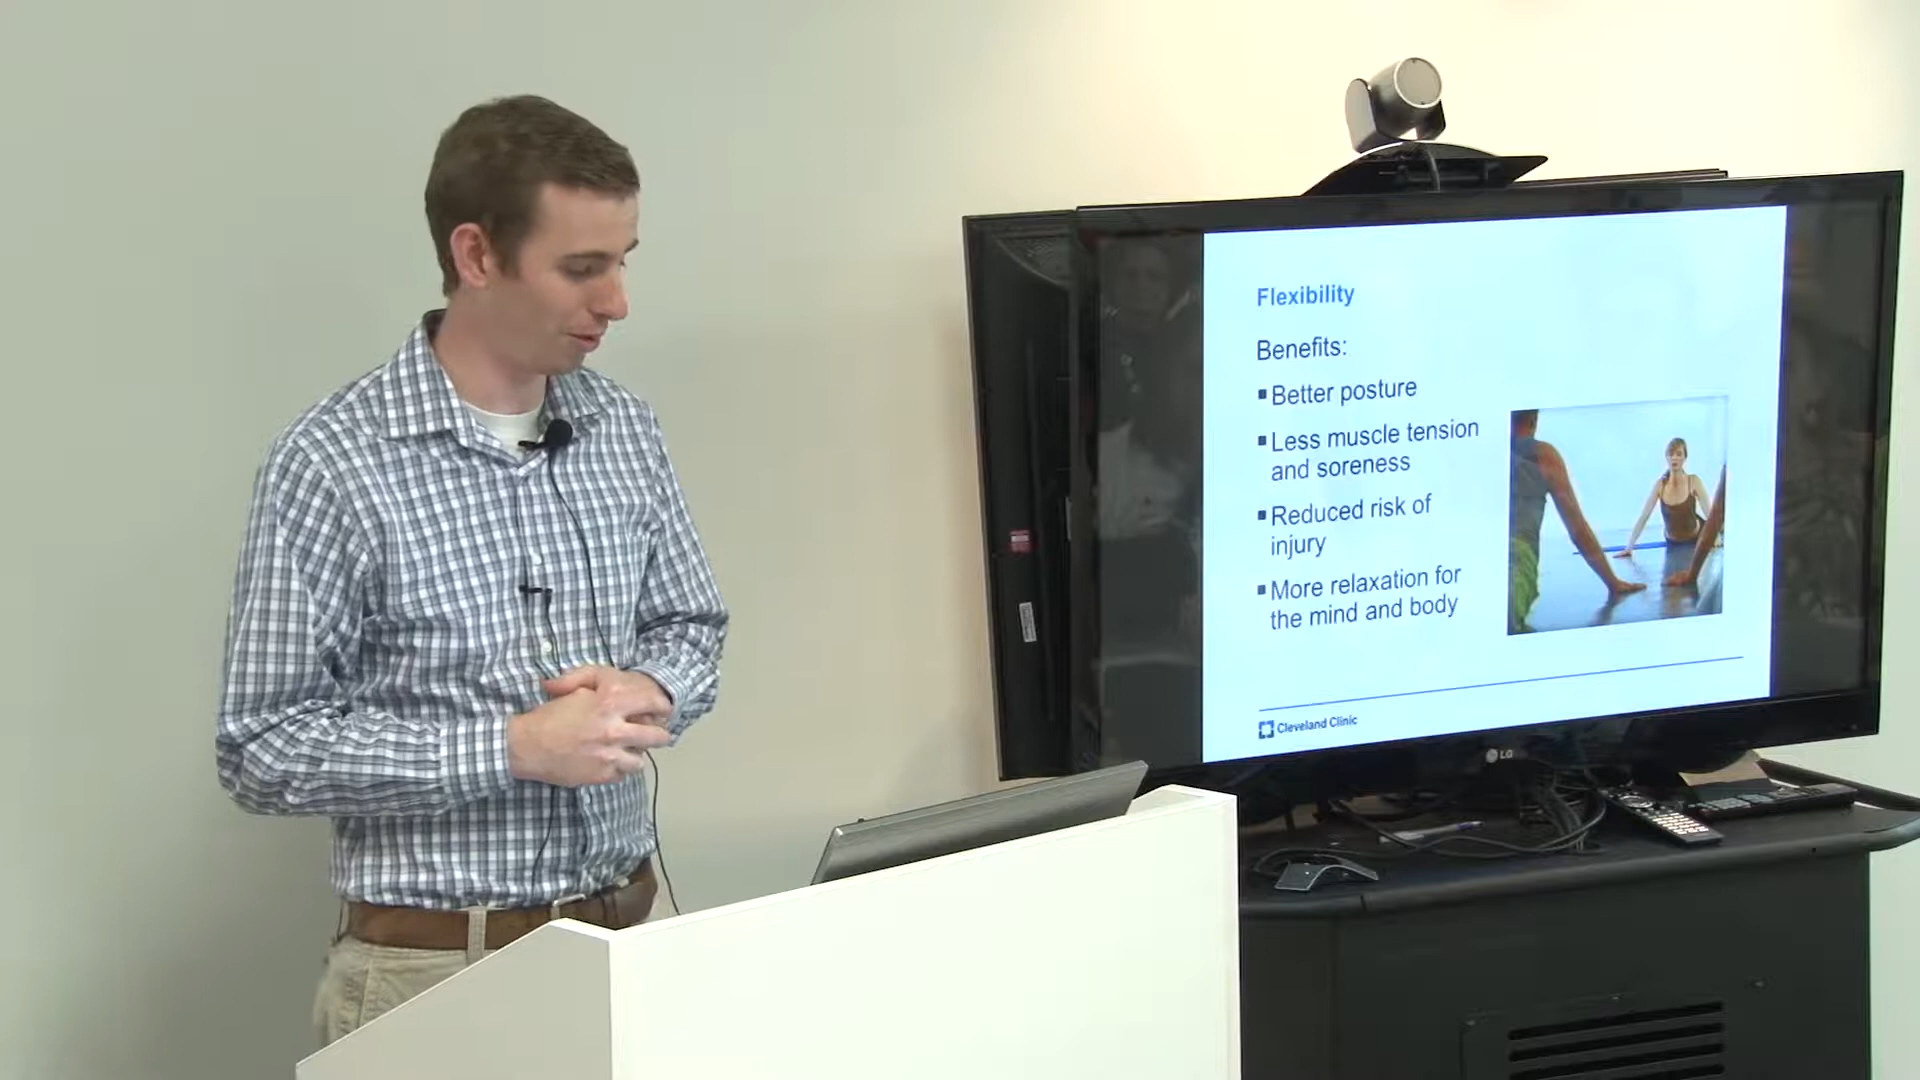 Flexibility
Benefits:
▪Better posture
▪Less muscle tension
and soreness
▪Reduced risk of
injury
▪More relaxation for
the mind and body
Cleveland Clinic
LG